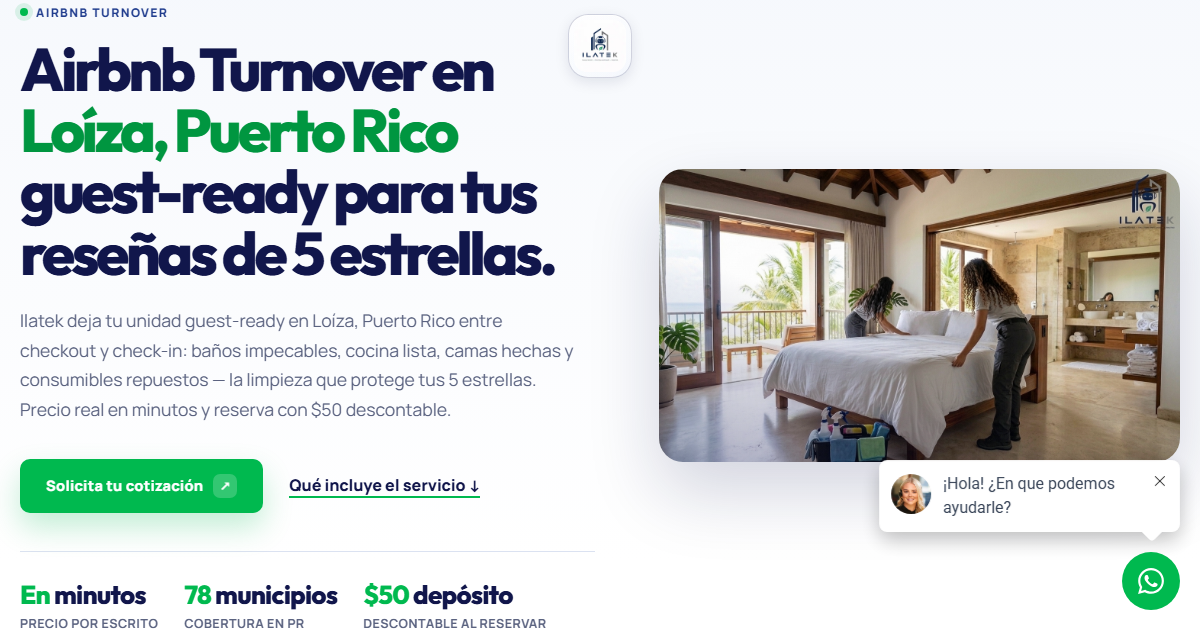 AIRBNB TURNOVER
ILATEK
Airbnb Turnover en
Loíza, Puerto Rico
guest-ready para tus
reseñas de 5 estrellas.
Ilatek deja tu unidad guest-ready en Loíza, Puerto Rico entre
checkout y check-in: baños impecables, cocina lista, camas hechas y
consumibles repuestos — la limpieza que protege tus 5 estrellas.
Precio real en minutos y reserva con $50 descontable.
Solicita tu cotización ↗
Qué incluye el servicio ↓
En minutos
PRECIO POR ESCRITO
78 municipios
COBERTURA EN PR
$50 depósito
DESCONTABLE AL RESERVAR
ILATEK
¡Hola! ¿En que podemos
ayudarle?